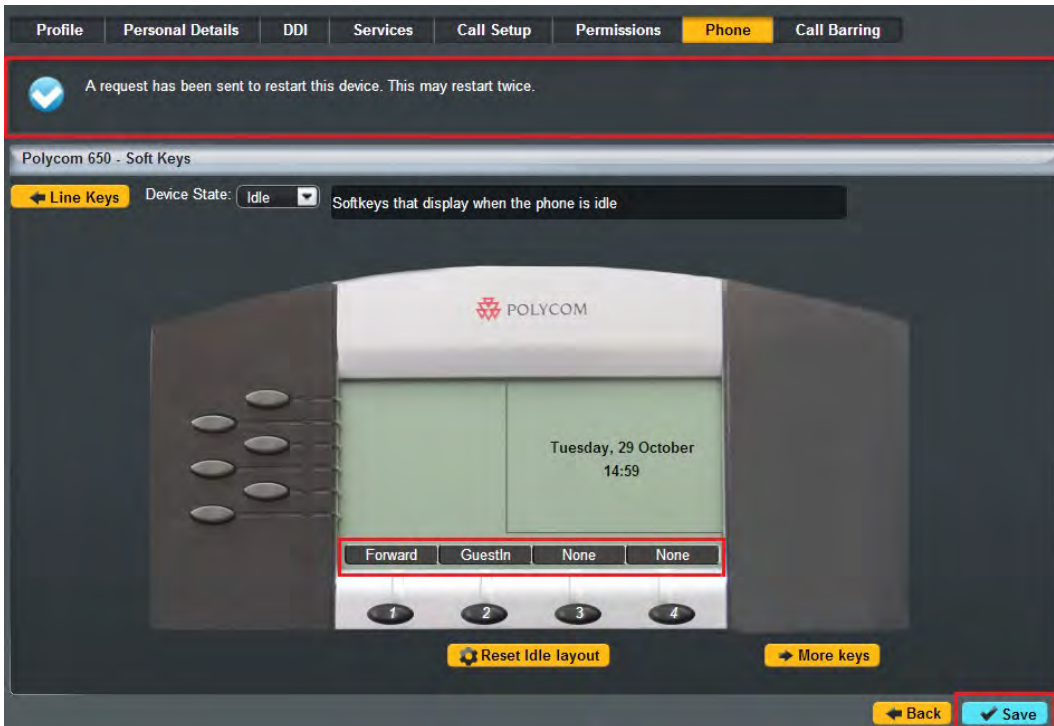 Profile Personal Details DDI Services Call Setup Permissions Phone Call Barring
A request has been sent to restart this device. This may restart twice.
Polycom 650 - Soft Keys
Line Keys Device State: Idle Softkeys that display when the phone is idle
POLYCOM
Tuesday, 29 October
14:59
Forward GuestIn None None
1 2 3 4
Reset Idle layout More keys
Back Save